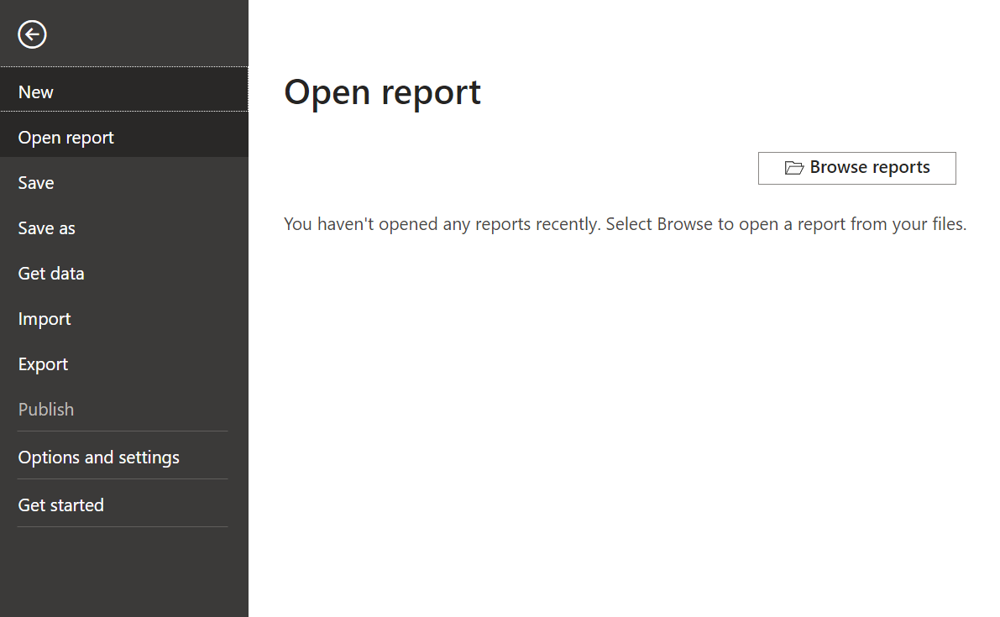 New
Open report
Save
Save as
Get data
Import
Export
Publish
Options and settings
Get started
Open report
Browse reports
You haven't opened any reports recently. Select Browse to open a report from your files.